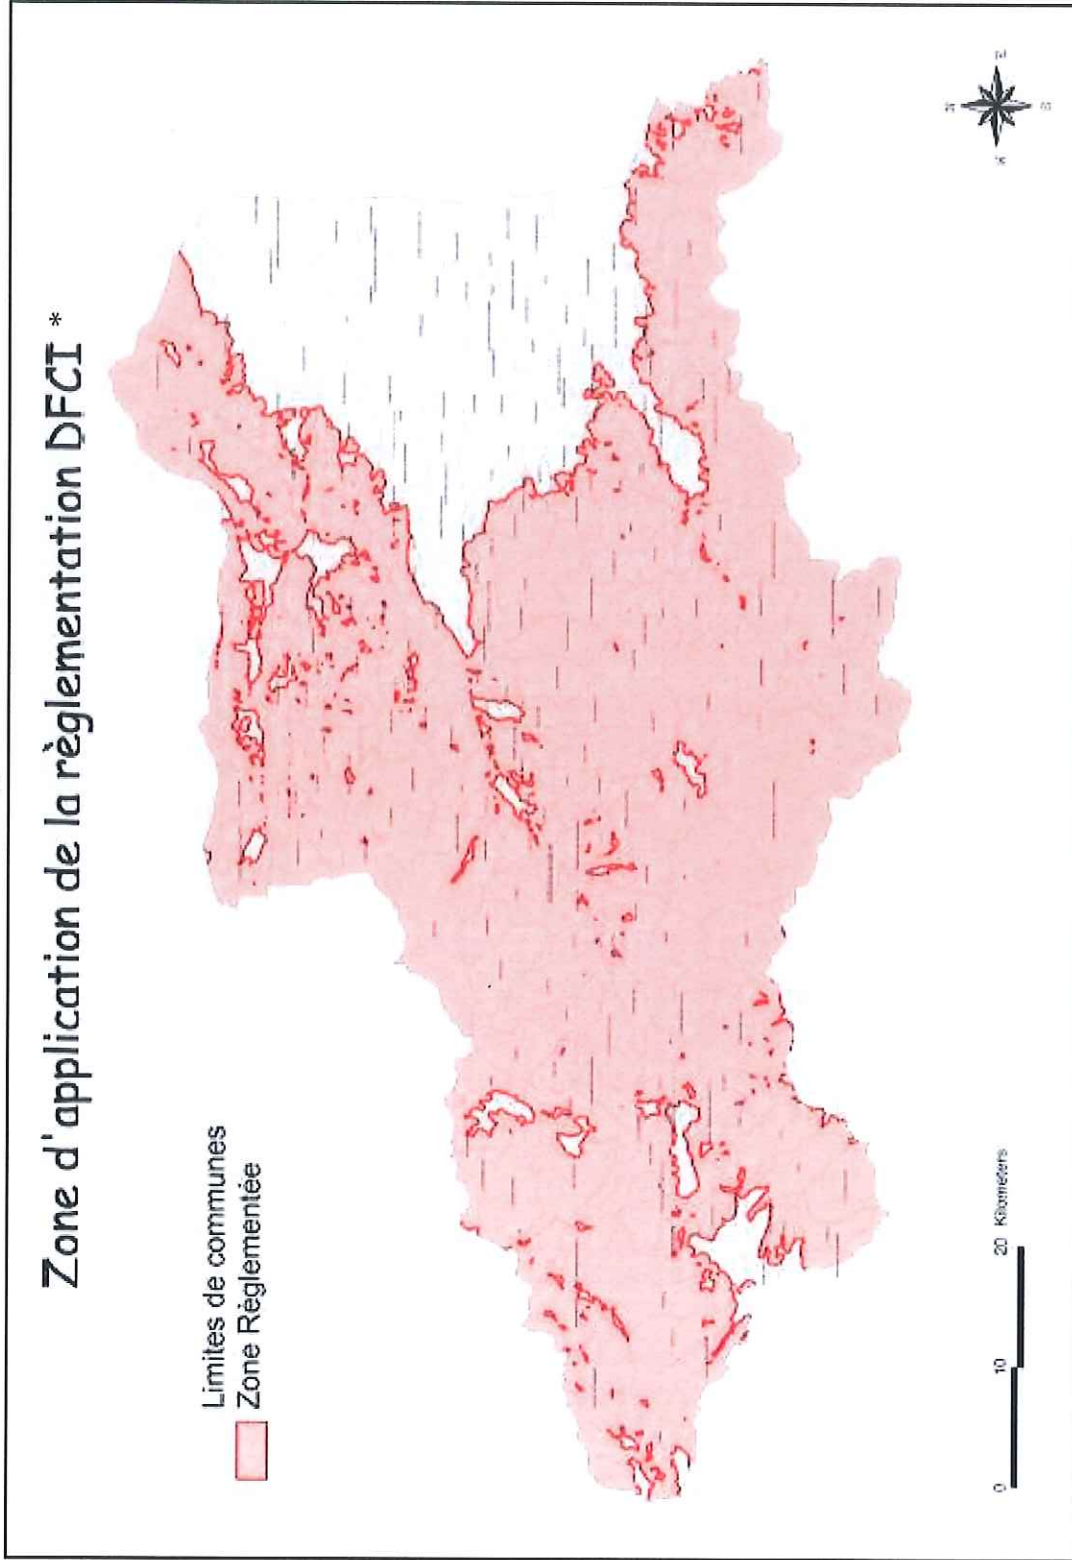 Zone d'application de la règlementation DFCI *
Limites de communes
Zone Règlementée
0 10 20 Kilometers